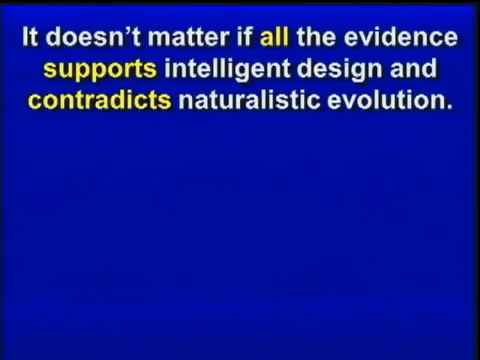 It doesn't matter if all the evidence
supports intelligent design and
contradicts naturalistic evolution.